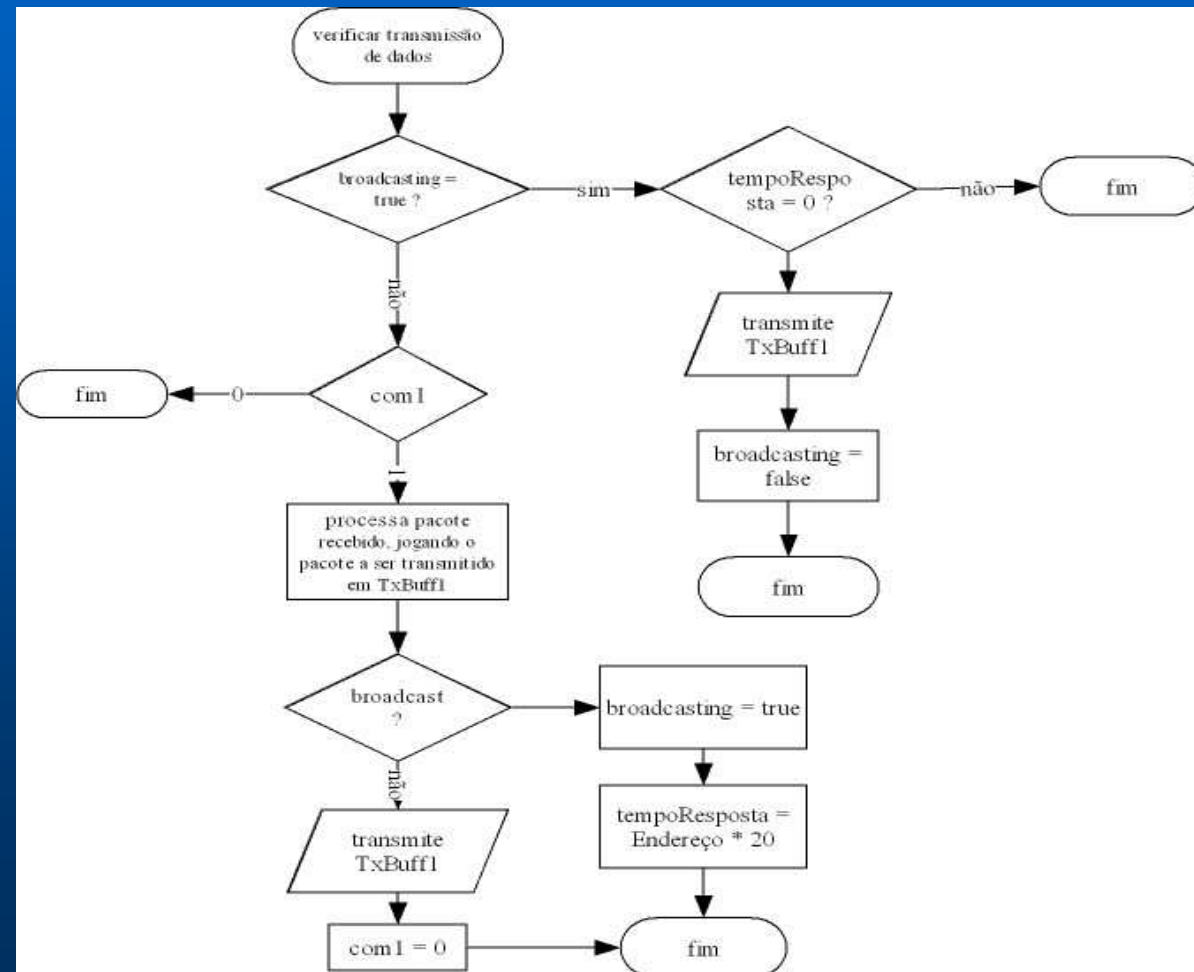 verificar transmissão
de dados
broadcasting =
true ?
sim
tempoRespo
sta = 0 ?
não
fim
não
transmite
TxBuff1
com1
0
fim
broadcasting =
false
1
processa pacote
recebido, jogando o
pacote a ser transmitido
em TxBuff1
fim
broadcast
?
broadcasting = true
não
transmite
TxBuff1
tempoResposta =
Endereço * 20
com1 = 0
fim